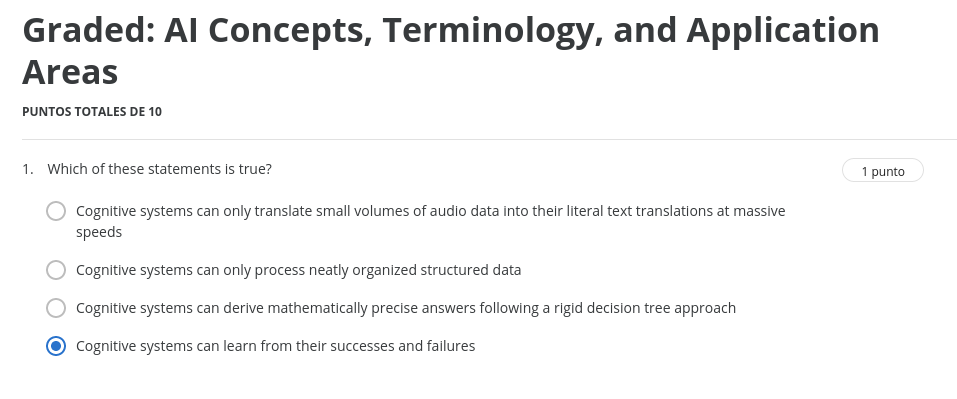 Graded: AI Concepts, Terminology, and Application
Areas
PUNTOS TOTALES DE 10
1. Which of these statements is true?
1 punto
Cognitive systems can only translate small volumes of audio data into their literal text translations at massive
speeds
Cognitive systems can only process neatly organized structured data
Cognitive systems can derive mathematically precise answers following a rigid decision tree approach
Cognitive systems can learn from their successes and failures